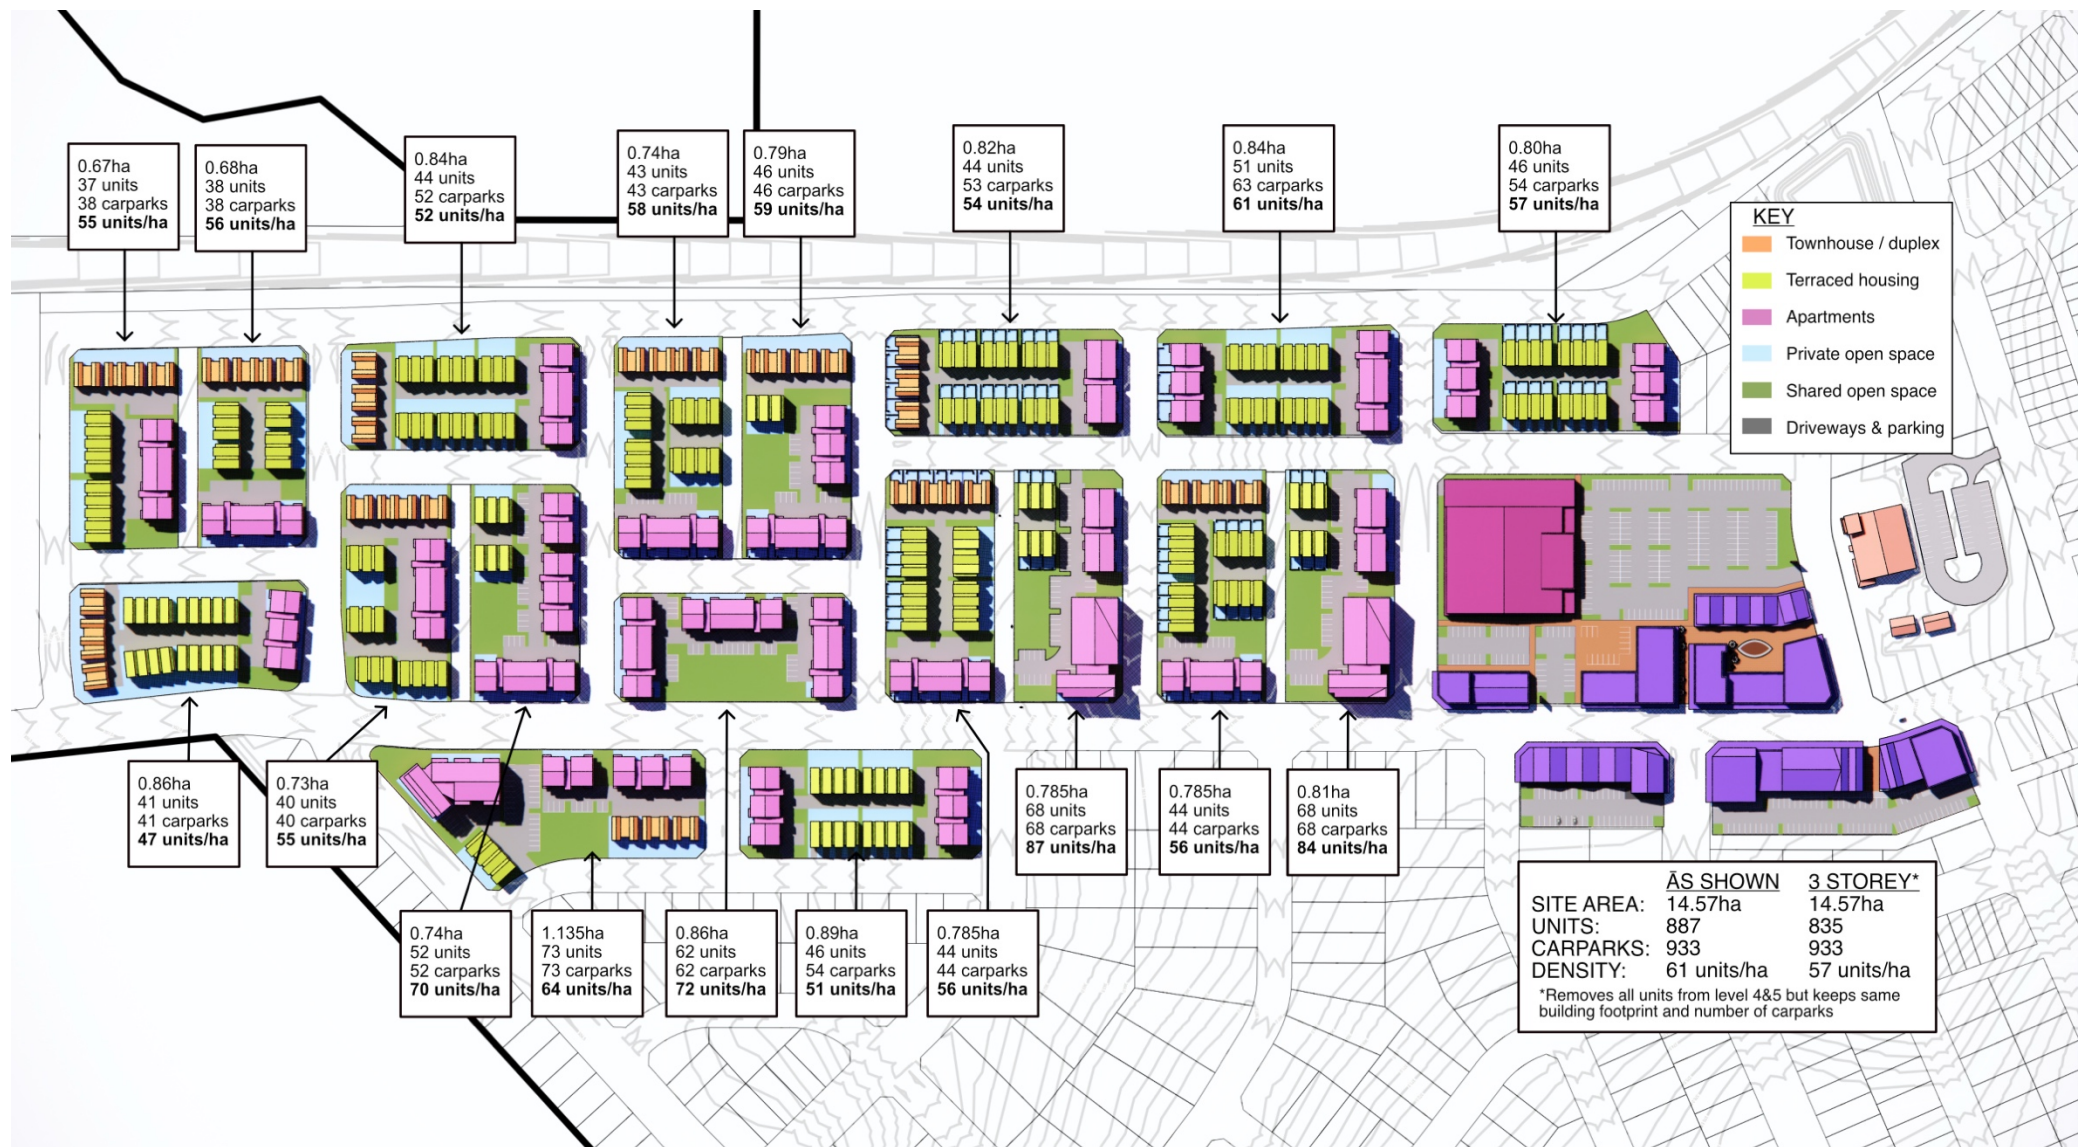 0.67ha
37 units
38 carparks
55 units/ha
0.68ha
38 units
38 carparks
56 units/ha
0.84ha
44 units
52 carparks
52 units/ha
0.74ha
43 units
43 carparks
58 units/ha
0.79ha
46 units
46 carparks
59 units/ha
0.82ha
44 units
53 carparks
54 units/ha
0.84ha
51 units
63 carparks
61 units/ha
0.80ha
46 units
54 carparks
57 units/ha
KEY
Townhouse / duplex
Terraced housing
Apartments
Private open space
Shared open space
Driveways & parking
0.86ha
41 units
41 carparks
47 units/ha
0.73ha
40 units
40 carparks
55 units/ha
0.785ha
68 units
68 carparks
87 units/ha
0.785ha
44 units
44 carparks
56 units/ha
0.81ha
68 units
68 carparks
84 units/ha
0.74ha
52 units
52 carparks
70 units/ha
1.135ha
73 units
73 carparks
64 units/ha
0.86ha
62 units
62 carparks
72 units/ha
0.89ha
46 units
54 carparks
51 units/ha
0.785ha
44 units
44 carparks
56 units/ha
ĀS SHOWN 3 STOREY*
SITE AREA: 14.57ha 14.57ha
UNITS: 887 835
CARPARKS: 933 933
DENSITY: 61 units/ha 57 units/ha
*Removes all units from level 4&5 but keeps same
building footprint and number of carparks